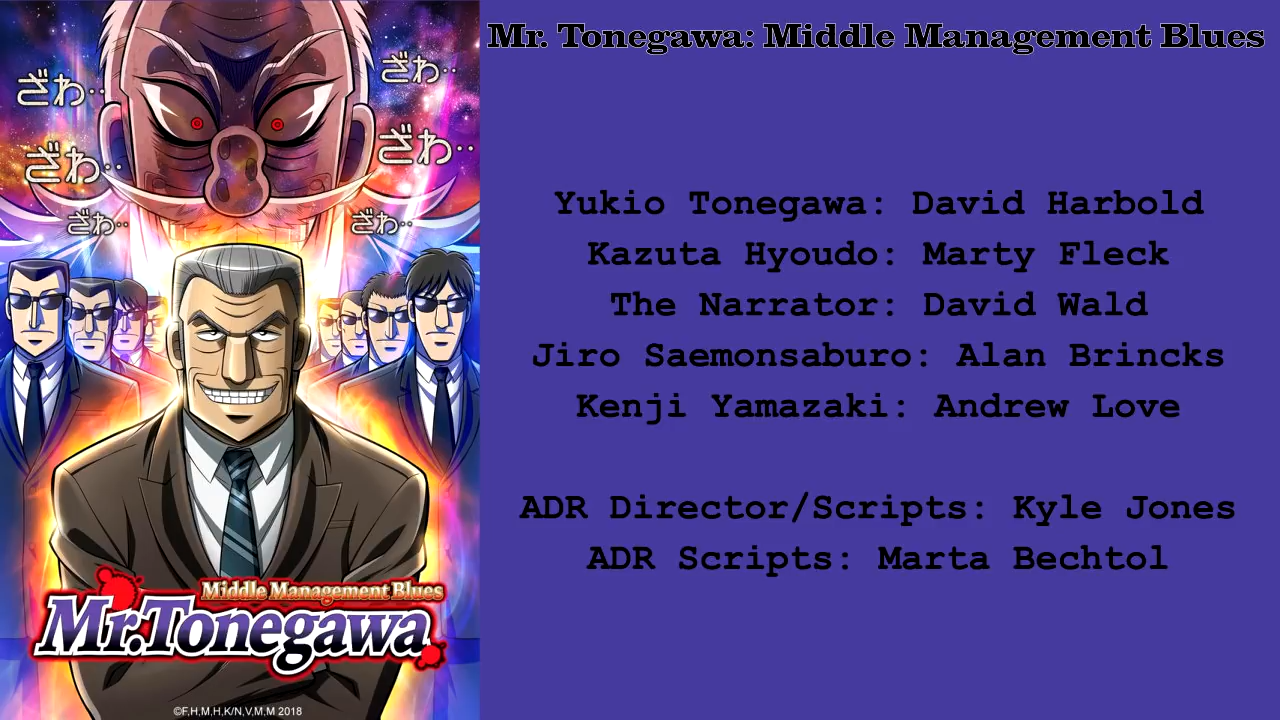 Mr. Tonegawa: Middle Management Blues
ざわ‥
ざわ‥
ざわ‥
ざわ‥
ざわ‥
ざわ‥
Yukio Tonegawa: David Harbold
Kazuta Hyoudo: Marty Fleck
The Narrator: David Wald
Jiro Saemonsaburo: Alan Brincks
Kenji Yamazaki: Andrew Love
ADR Director/Scripts: Kyle Jones
ADR Scripts: Marta Bechtol
Middle Management Blues
Mr.Tonegawa
©F,H,M,H,K/N,V,M,M 2018